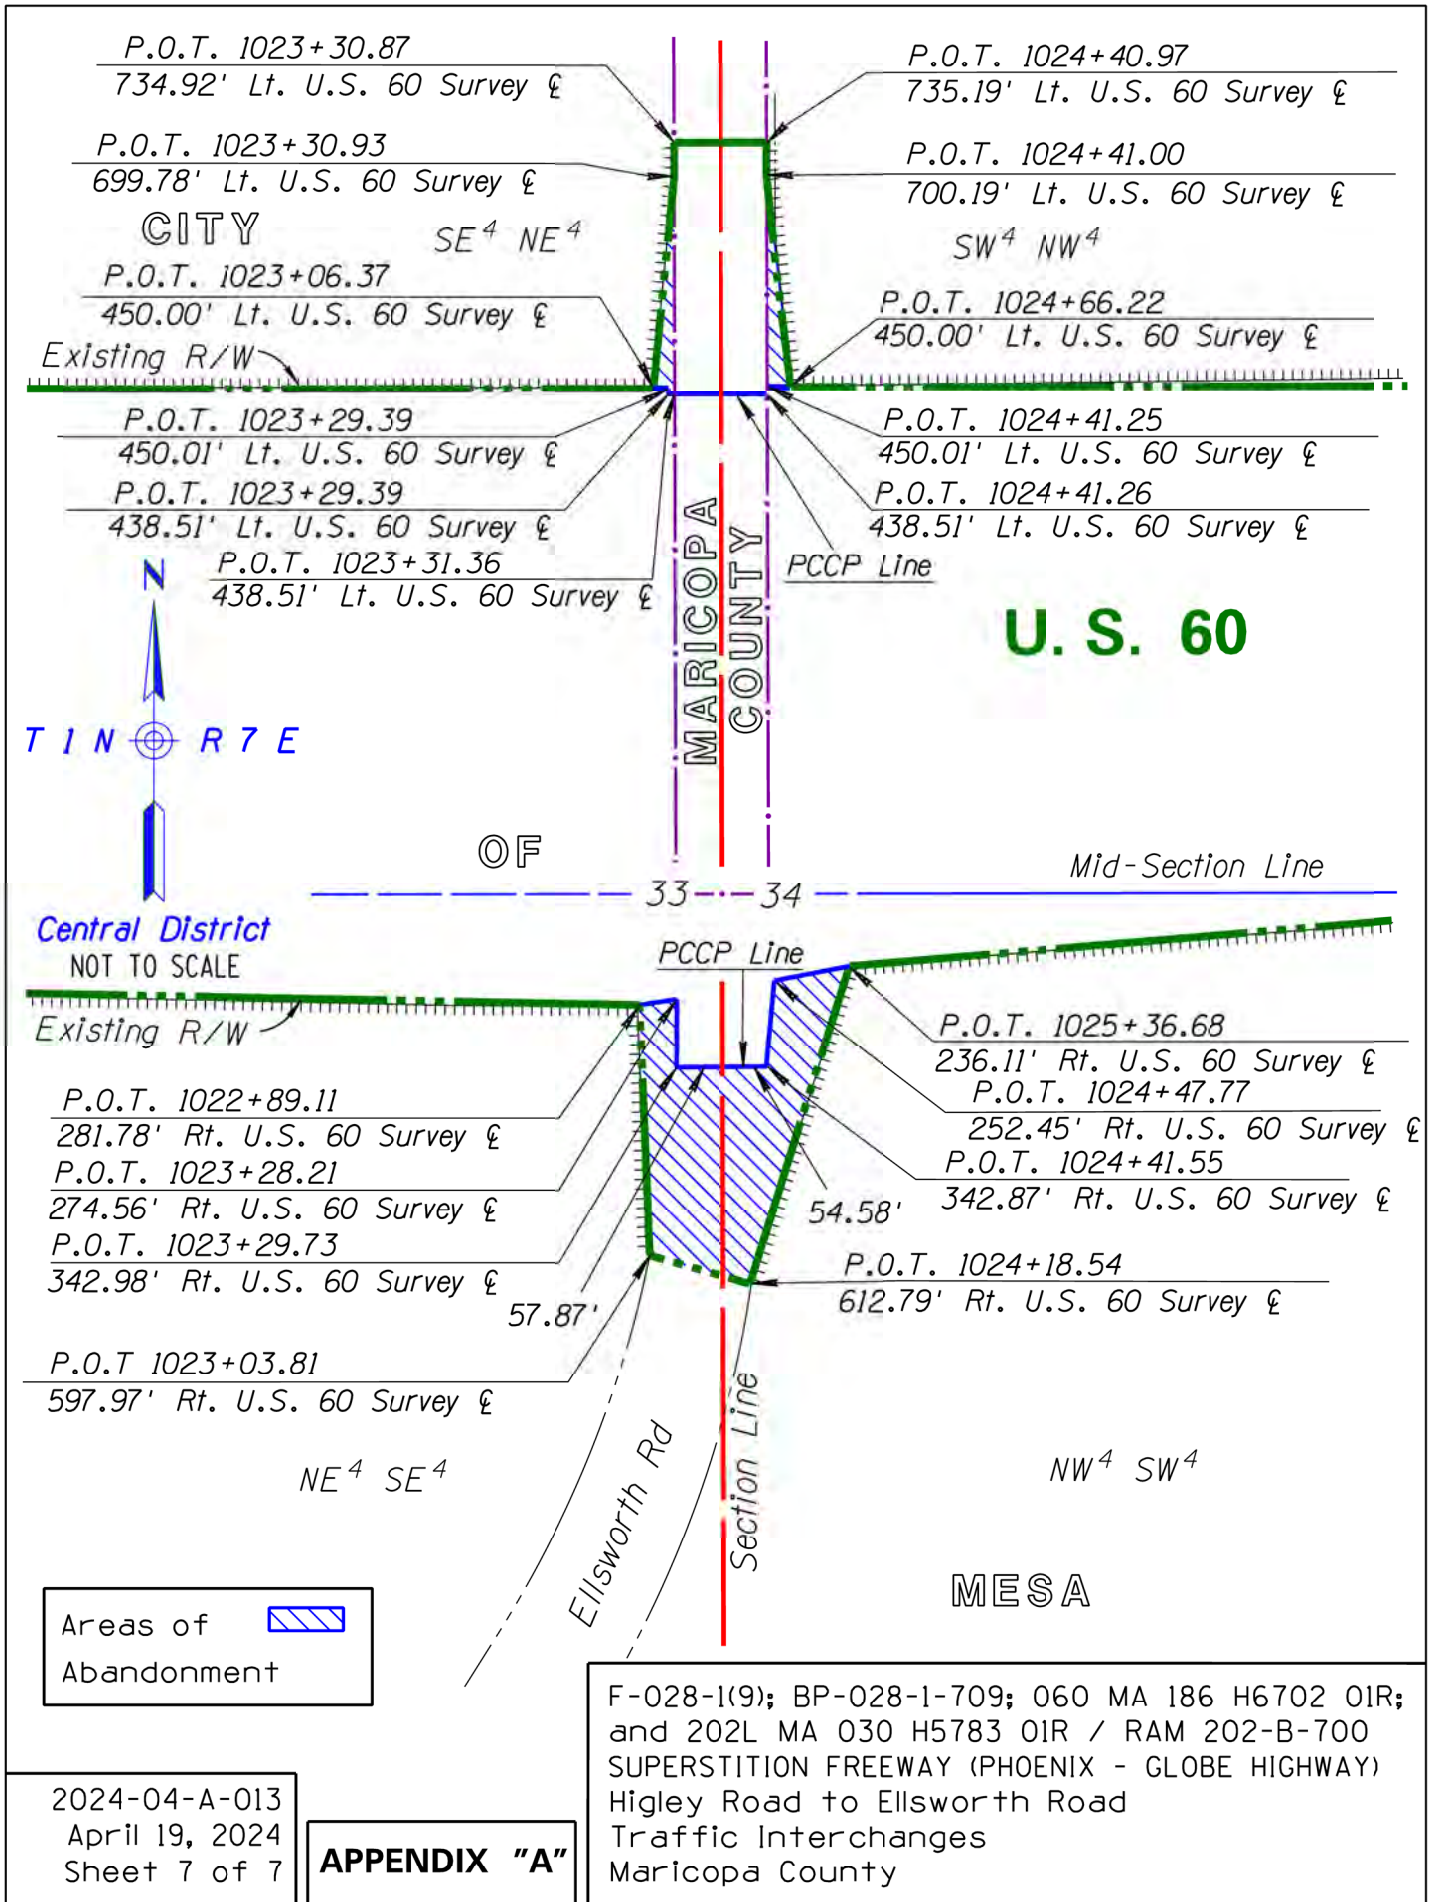 P.O.T. 1023+30.87
734.92' Lt. U.S. 60 Survey ℄
P.O.T. 1024+40.97
735.19' Lt. U.S. 60 Survey ℄
P.O.T. 1023+30.93
699.78' Lt. U.S. 60 Survey ℄
P.O.T. 1024+41.00
700.19' Lt. U.S. 60 Survey ℄
CITY
SE⁴ NE⁴
SW⁴ NW⁴
P.O.T. 1023+06.37
450.00' Lt. U.S. 60 Survey ℄
P.O.T. 1024+66.22
450.00' Lt. U.S. 60 Survey ℄
Existing R/W
P.O.T. 1023+29.39
450.01' Lt. U.S. 60 Survey ℄
P.O.T. 1024+41.25
450.01' Lt. U.S. 60 Survey ℄
P.O.T. 1023+29.39
438.51' Lt. U.S. 60 Survey ℄
P.O.T. 1024+41.26
438.51' Lt. U.S. 60 Survey ℄
P.O.T. 1023+31.36
438.51' Lt. U.S. 60 Survey ℄
PCCP Line
MARICOPA
COUNTY
U.S. 60
N
T 1 N R 7 E
OF
Mid-Section Line
33
34
Central District
NOT TO SCALE
PCCP Line
Existing R/W
P.O.T. 1025+36.68
236.11' Rt. U.S. 60 Survey ℄
P.O.T. 1022+89.11
281.78' Rt. U.S. 60 Survey ℄
P.O.T. 1024+47.77
252.45' Rt. U.S. 60 Survey ℄
P.O.T. 1023+28.21
274.56' Rt. U.S. 60 Survey ℄
P.O.T. 1024+41.55
342.87' Rt. U.S. 60 Survey ℄
54.58'
P.O.T. 1023+29.73
342.98' Rt. U.S. 60 Survey ℄
57.87'
P.O.T. 1024+18.54
612.79' Rt. U.S. 60 Survey ℄
P.O.T 1023+03.81
597.97' Rt. U.S. 60 Survey ℄
NE⁴ SE⁴
Ellsworth Rd
Section Line
NW⁴ SW⁴
MESA
Areas of
Abandonment
F-028-1(9); BP-028-1-709; 060 MA 186 H6702 01R;
and 202L MA 030 H5783 01R / RAM 202-B-700
SUPERSTITION FREEWAY (PHOENIX - GLOBE HIGHWAY)
Higley Road to Ellsworth Road
Traffic Interchanges
Maricopa County
2024-04-A-013
April 19, 2024
Sheet 7 of 7
APPENDIX "A"